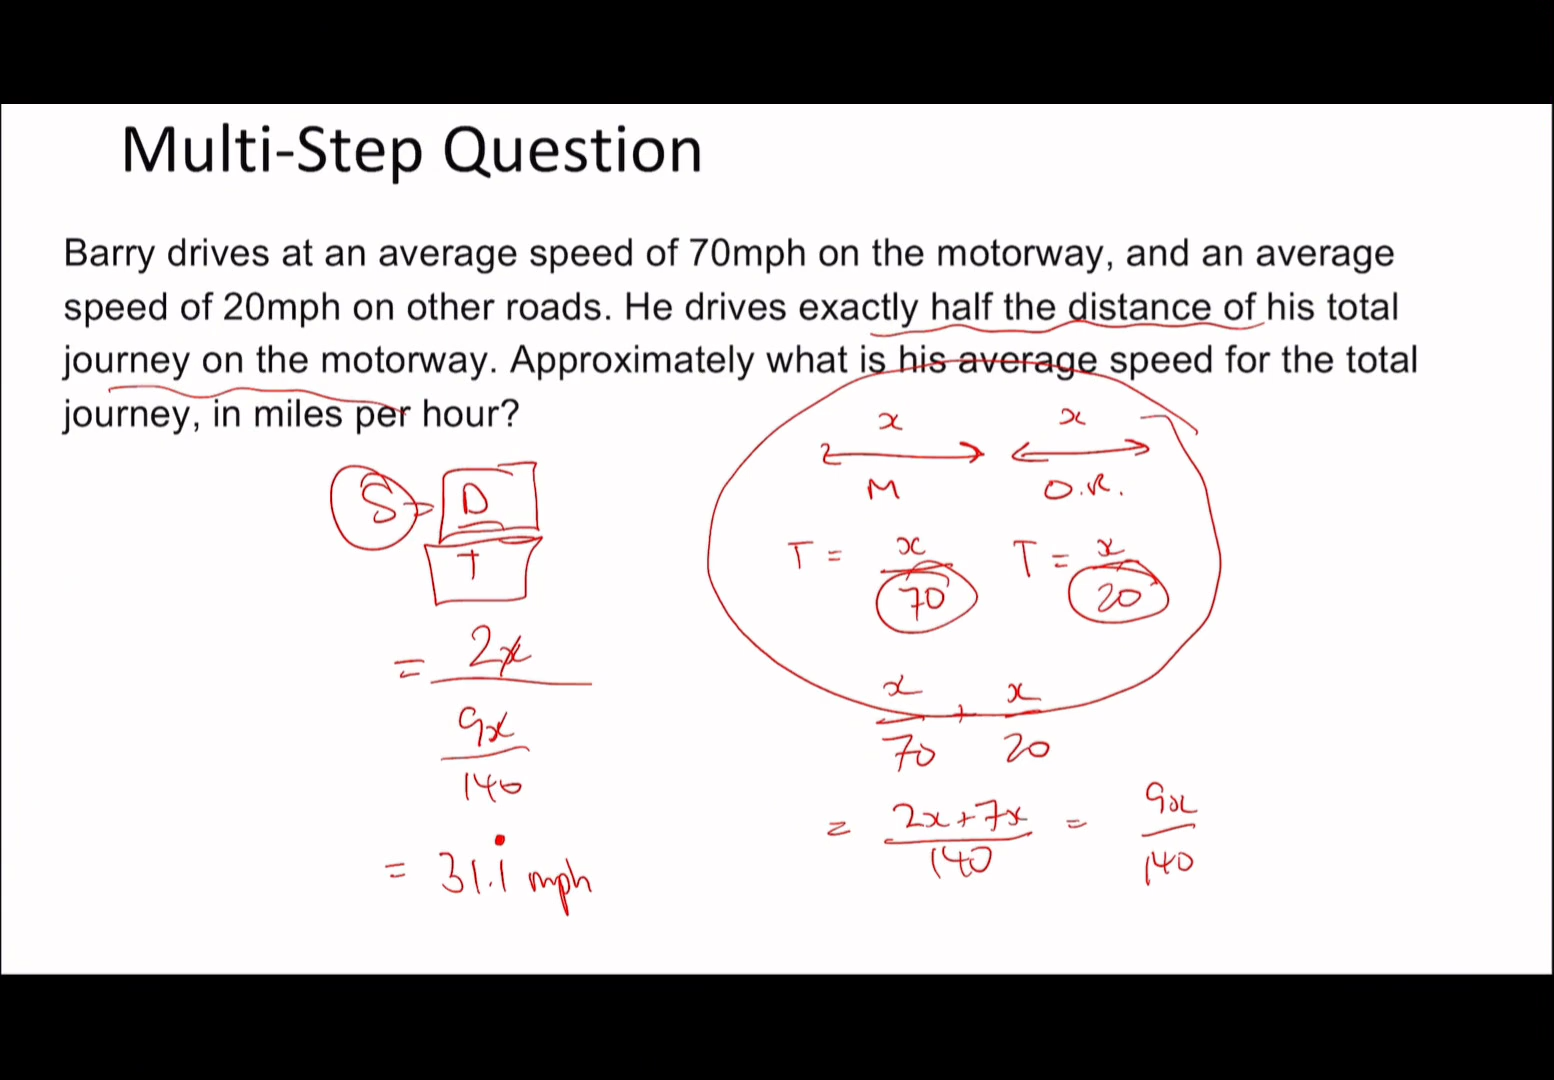 Multi-Step Question
Barry drives at an average speed of 70mph on the motorway, and an average
speed of 20mph on other roads. He drives exactly half the distance of his total
journey on the motorway. Approximately what is his average speed for the total
journey, in miles per hour?
x x
M O.R.
T = x/70 T = x/20
x/70 + x/20
= 2x+7x/140 = 9x/140
S = D/T
= 2x
9x/140
= 31.1̇ mph